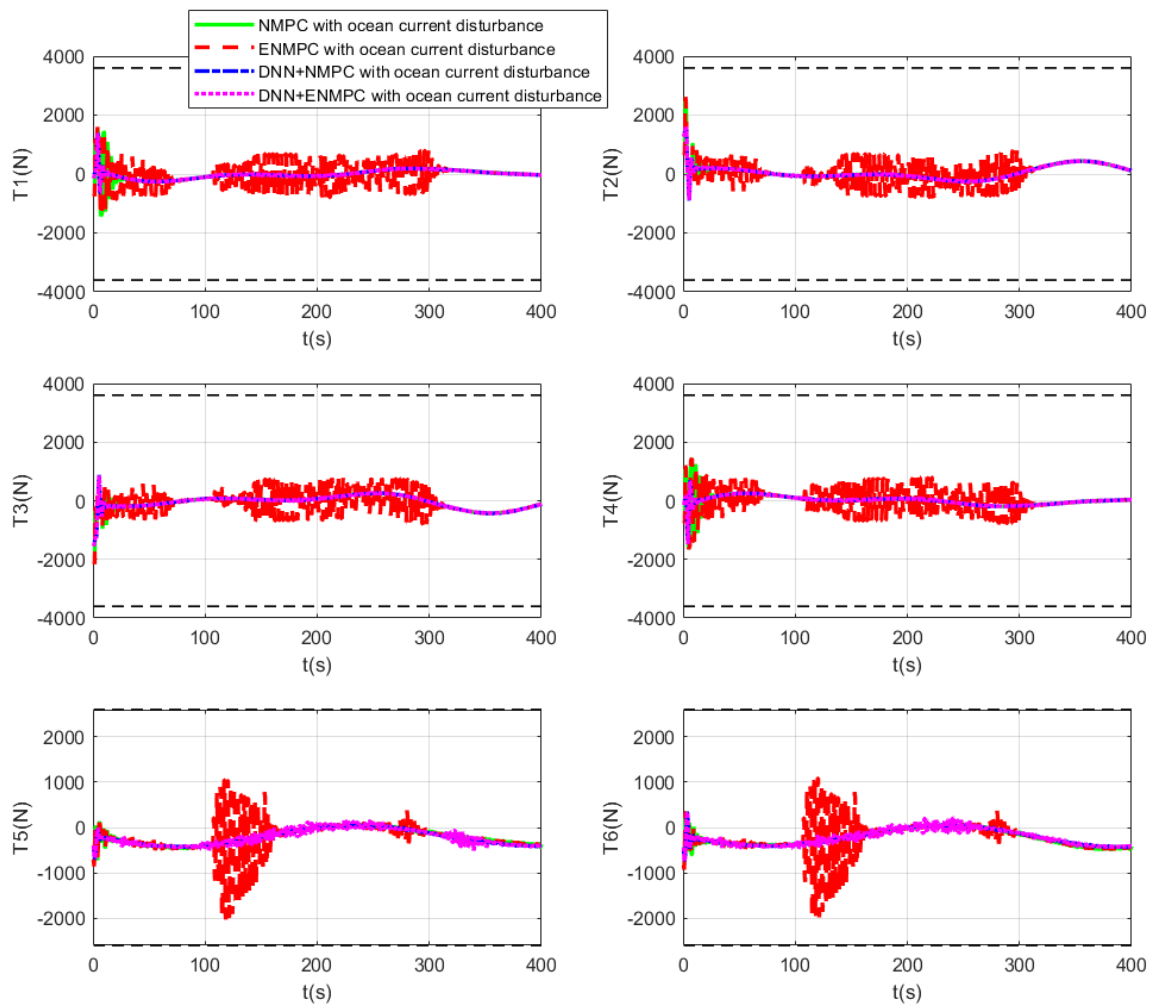 NMPC with ocean current disturbance
ENMPC with ocean current disturbance
DNN+NMPC with ocean current disturbance
DNN+ENMPC with ocean current disturbance
4000
2000
0
-2000
-4000
T1(N)
0 100 200 300 400
t(s)
4000
2000
0
-2000
-4000
T2(N)
0 100 200 300 400
t(s)
4000
2000
0
-2000
-4000
T3(N)
0 100 200 300 400
t(s)
4000
2000
0
-2000
-4000
T4(N)
0 100 200 300 400
t(s)
2000
1000
0
-1000
-2000
T5(N)
0 100 200 300 400
t(s)
2000
1000
0
-1000
-2000
T6(N)
0 100 200 300 400
t(s)